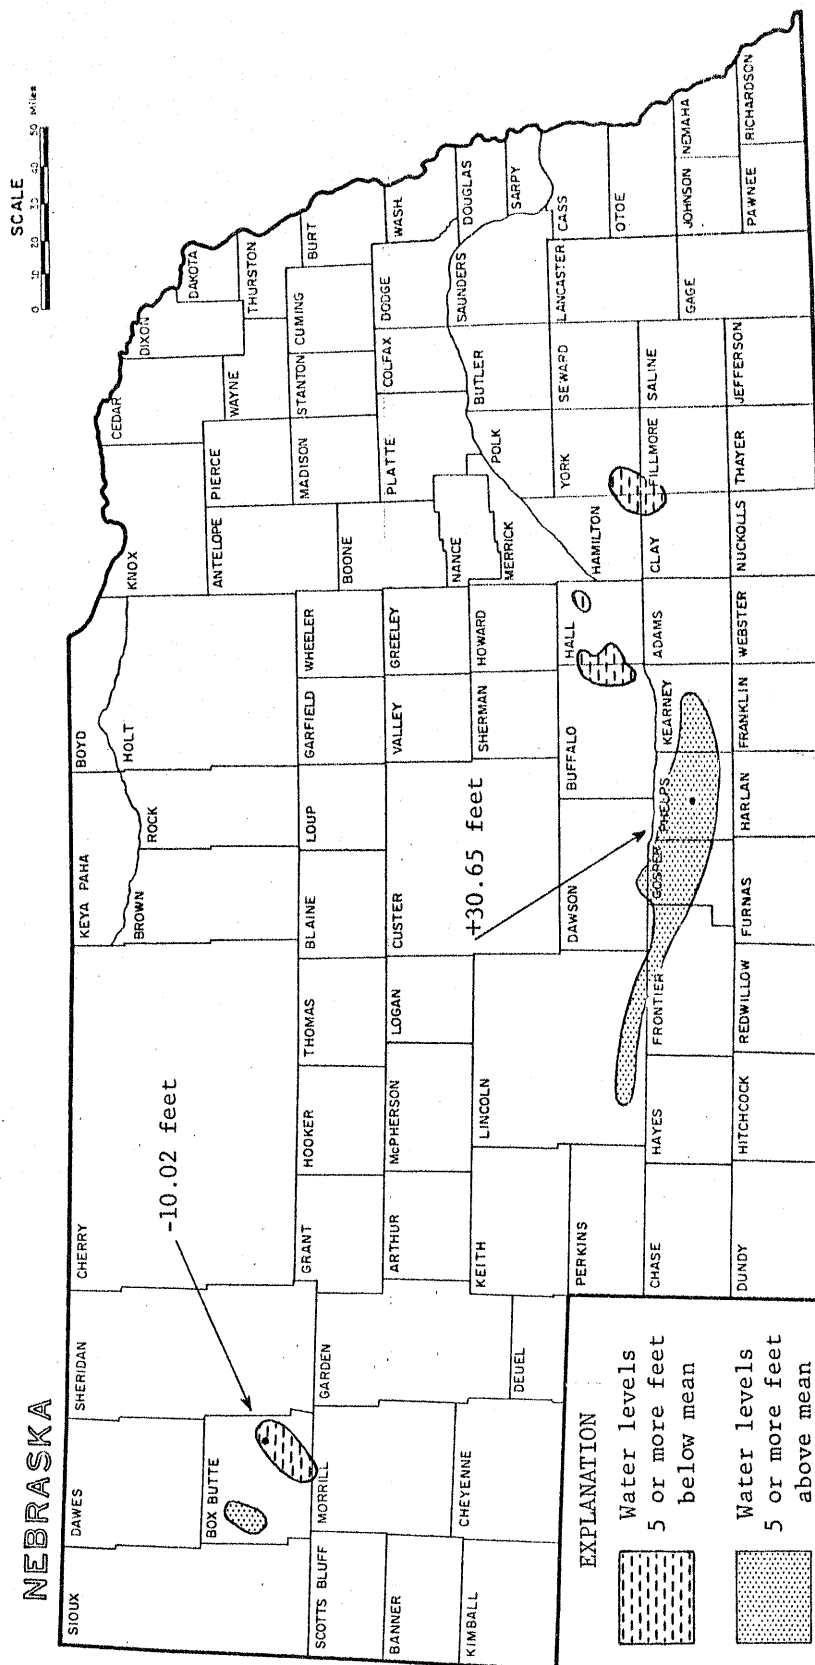 NEBRASKA
SCALE
0 10 20 30 40 50 Miles
SIOUX
DAWES
SHERIDAN
CHERRY
KEYA PAHA
BOYD
BROWN
ROCK
HOLT
KNOX
CEDAR
DIXON
DAKOTA
BOX BUTTE
-10.02 feet
ANTELOPE
PIERCE
WAYNE
THURSTON
SCOTTS BLUFF
MORRILL
GARDEN
GRANT
HOOKER
THOMAS
BLAINE
LOUP
GARFIELD
WHEELER
BOONE
MADISON
STANTON
CUMING
BURT
BANNER
ARTHUR
McPHERSON
LOGAN
CUSTER
VALLEY
GREELEY
NANCE
PLATTE
COLFAX
DODGE
WASH
KIMBALL
CHEYENNE
DEUEL
KEITH
LINCOLN
+30.65 feet
SHERMAN
HOWARD
MERRICK
POLK
BUTLER
SAUNDERS
DOUGLAS
SARPY
PERKINS
DAWSON
BUFFALO
HALL
HAMILTON
YORK
SEWARD
LANCASTER
CASS
OTOE
CHASE
HAYES
FRONTIER
GOSPER
PHELPS
KEARNEY
ADAMS
CLAY
FILLMORE
SALINE
GAGE
JOHNSON
NEMAHA
DUNDY
HITCHCOCK
REDWILLOW
FURNAS
HARLAN
FRANKLIN
WEBSTER
NUCKOLLS
THAYER
JEFFERSON
PAWNEE
RICHARDSON
EXPLANATION
Water levels
5 or more feet
below mean
Water levels
5 or more feet
above mean